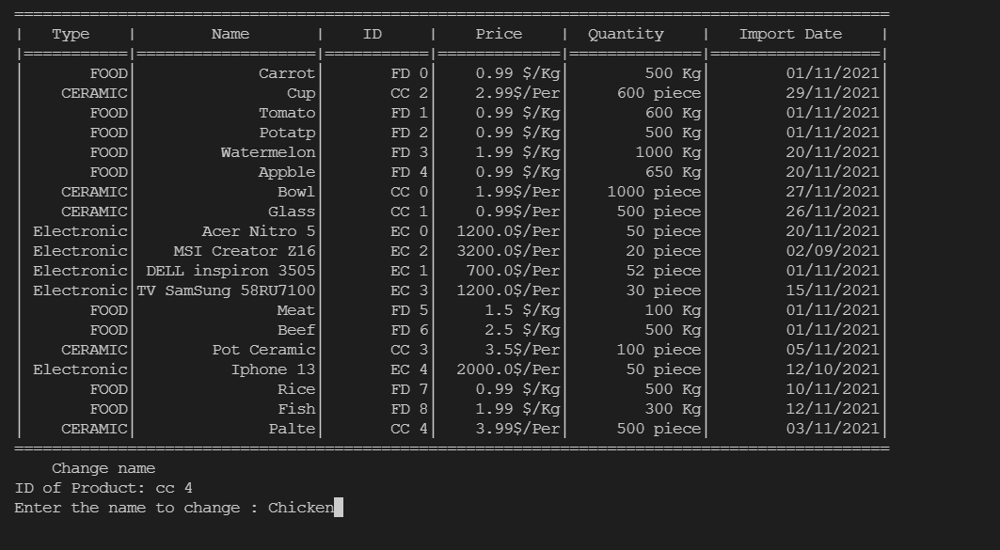 | Type | Name | ID | Price | Quantity | Import Date |
| FOOD| Carrot| FD 0| 0.99 $/Kg| 500 Kg| 01/11/2021|
| CERAMIC| Cup| CC 2| 2.99$/Per| 600 piece| 29/11/2021|
| FOOD| Tomato| FD 1| 0.99 $/Kg| 600 Kg| 01/11/2021|
| FOOD| Potatp| FD 2| 0.99 $/Kg| 500 Kg| 01/11/2021|
| FOOD| Watermelon| FD 3| 1.99 $/Kg| 1000 Kg| 20/11/2021|
| FOOD| Appble| FD 4| 0.99 $/Kg| 650 Kg| 20/11/2021|
| CERAMIC| Bowl| CC 0| 1.99$/Per| 1000 piece| 27/11/2021|
| CERAMIC| Glass| CC 1| 0.99$/Per| 500 piece| 26/11/2021|
| Electronic| Acer Nitro 5| EC 0| 1200.0$/Per| 50 piece| 20/11/2021|
| Electronic| MSI Creator Z16| EC 2| 3200.0$/Per| 20 piece| 02/09/2021|
| Electronic| DELL inspiron 3505| EC 1| 700.0$/Per| 52 piece| 01/11/2021|
| Electronic|TV SamSung 58RU7100| EC 3| 1200.0$/Per| 30 piece| 15/11/2021|
| FOOD| Meat| FD 5| 1.5 $/Kg| 100 Kg| 01/11/2021|
| FOOD| Beef| FD 6| 2.5 $/Kg| 500 Kg| 01/11/2021|
| CERAMIC| Pot Ceramic| CC 3| 3.5$/Per| 100 piece| 05/11/2021|
| Electronic| Iphone 13| EC 4| 2000.0$/Per| 50 piece| 12/10/2021|
| FOOD| Rice| FD 7| 0.99 $/Kg| 500 Kg| 10/11/2021|
| FOOD| Fish| FD 8| 1.99 $/Kg| 300 Kg| 12/11/2021|
| CERAMIC| Palte| CC 4| 3.99$/Per| 500 piece| 03/11/2021|
Change name
ID of Product: cc 4
Enter the name to change : Chicken